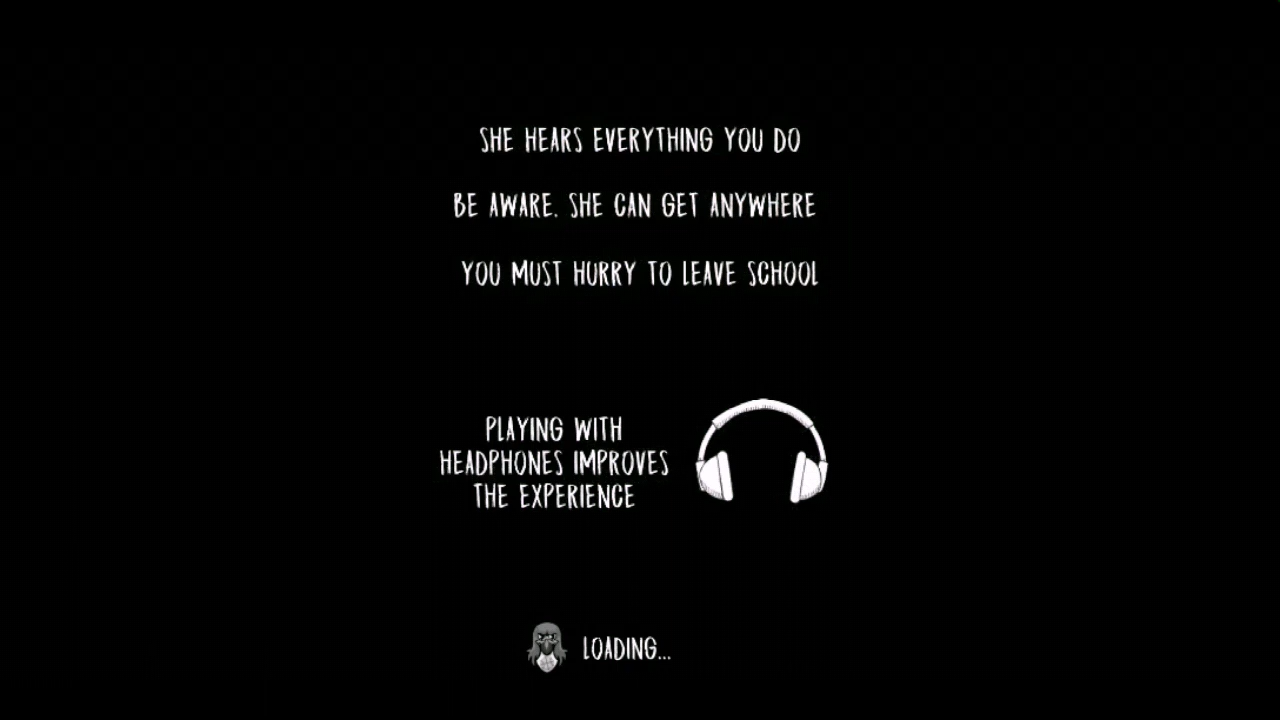 SHE HEARS EVERYTHING YOU DO
BE AWARE. SHE CAN GET ANYWHERE
YOU MUST HURRY TO LEAVE SCHOOL
PLAYING WITH
HEADPHONES IMPROVES
THE EXPERIENCE
LOADING...